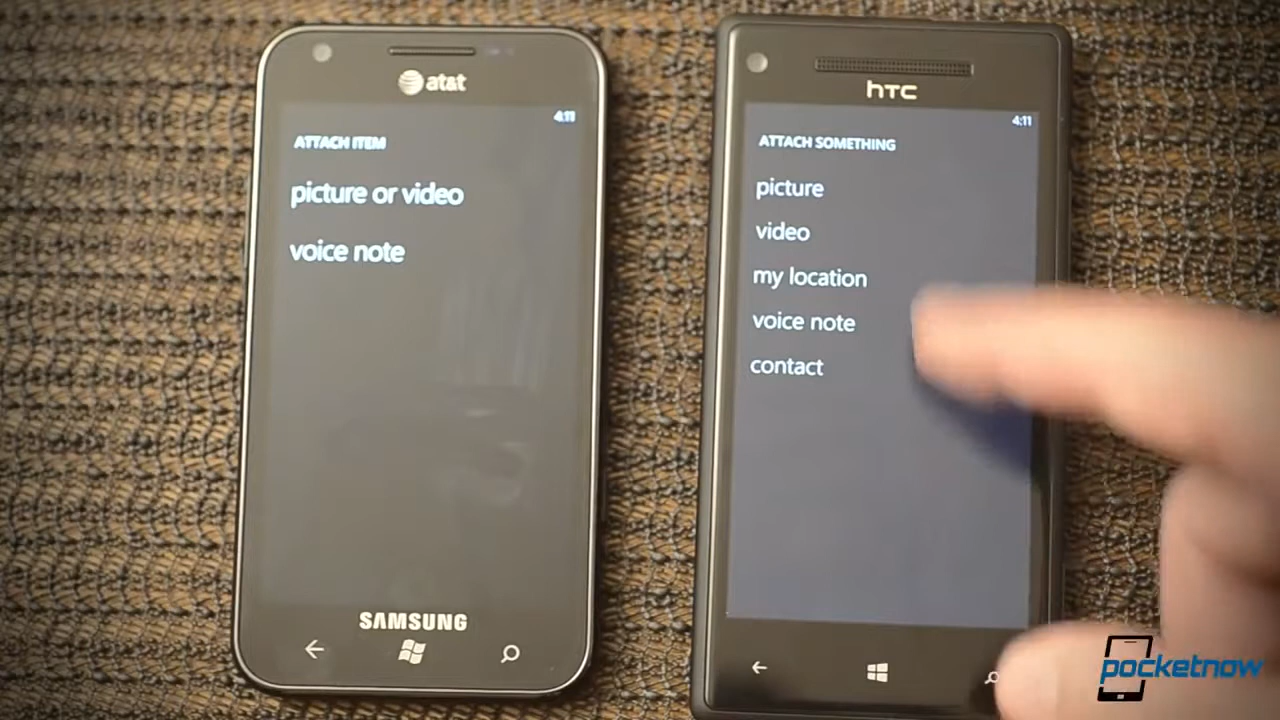 at&t
4:11
ATTACH ITEM
picture or video
voice note
SAMSUNG
hTC
4:11
ATTACH SOMETHING
picture
video
my location
voice note
contact
pocketnow